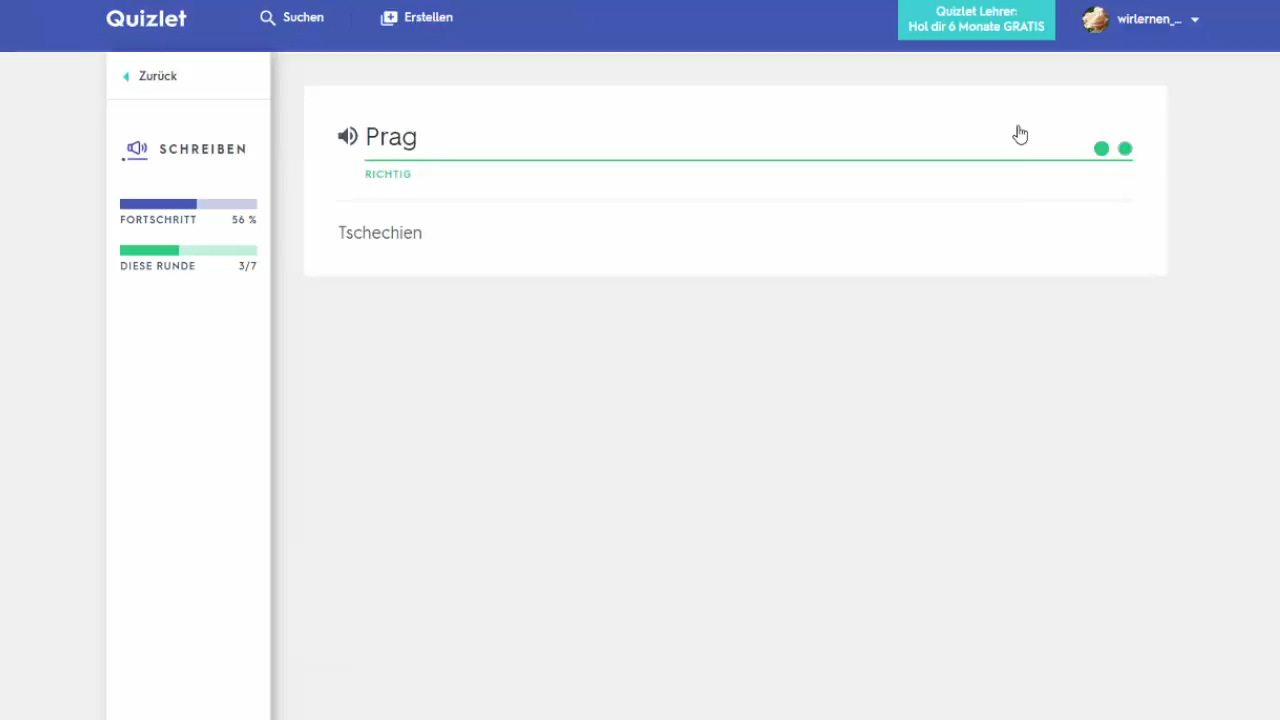 Quizlet
Suchen
Erstellen
Quizlet Lehrer:
Hol dir 6 Monate GRATIS
wirlernen_...
Zurück
SCHREIBEN
FORTSCHRITT 56 %
DIESE RUNDE 3/7
Prag
RICHTIG
Tschechien